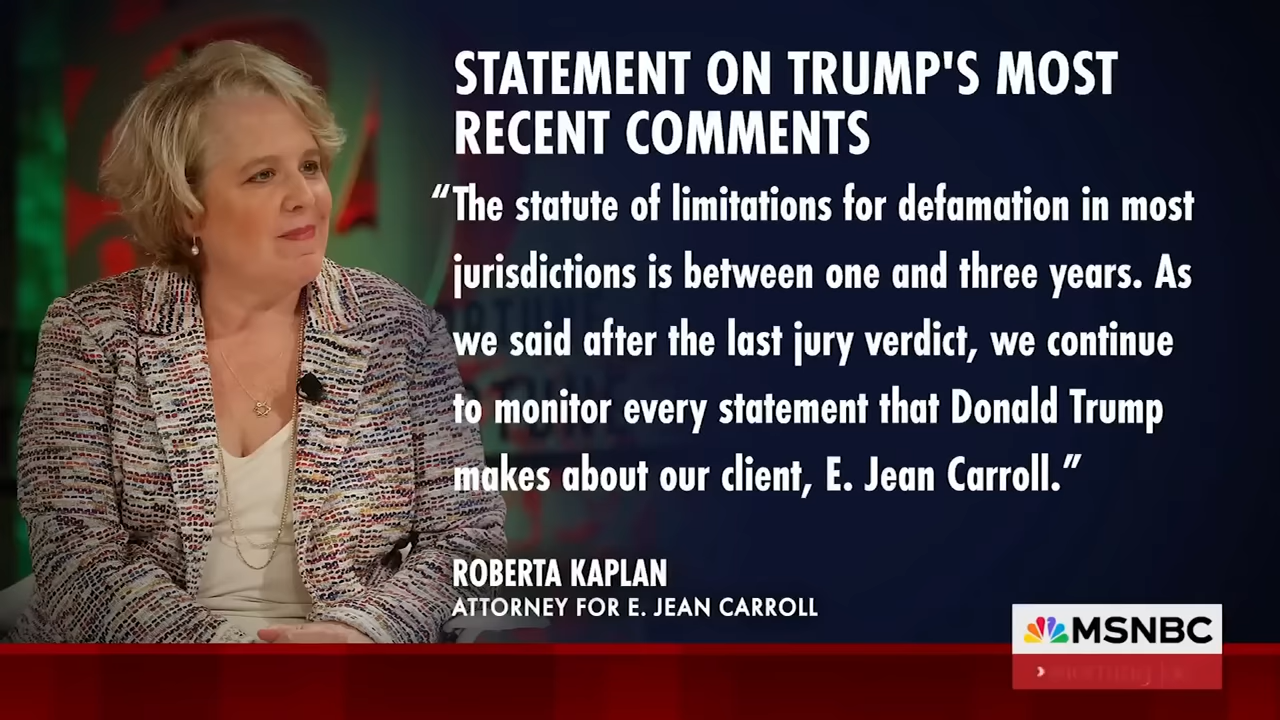 STATEMENT ON TRUMP'S MOST
RECENT COMMENTS
“The statute of limitations for defamation in most
jurisdictions is between one and three years. As
we said after the last jury verdict, we continue
to monitor every statement that Donald Trump
makes about our client, E. Jean Carroll.”
ROBERTA KAPLAN
ATTORNEY FOR E. JEAN CARROLL
MSNBC